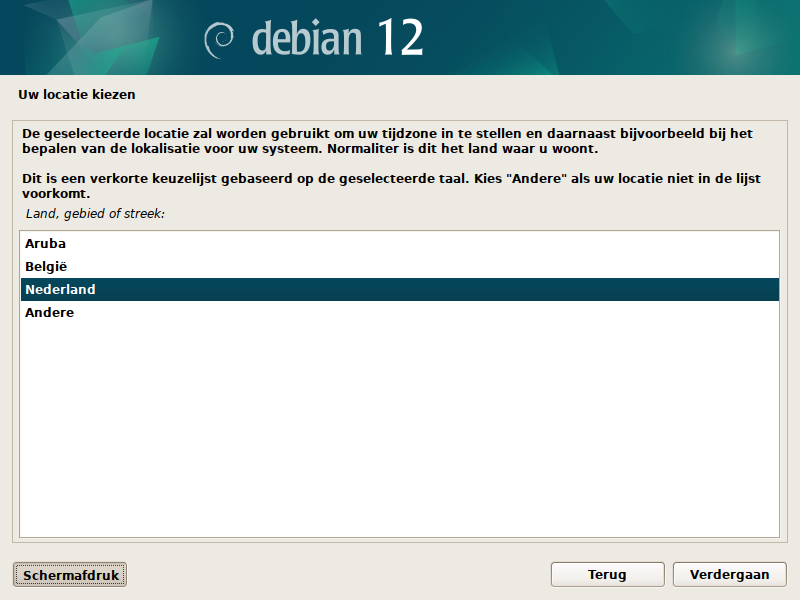 debian 12
Uw locatie kiezen
De geselecteerde locatie zal worden gebruikt om uw tijdzone in te stellen en daarnaast bijvoorbeeld bij het
bepalen van de lokalisatie voor uw systeem. Normaliter is dit het land waar u woont.
Dit is een verkorte keuzelijst gebaseerd op de geselecteerde taal. Kies "Andere" als uw locatie niet in de lijst
voorkomt.
Land, gebied of streek:
Aruba
België
Nederland
Andere
Schermafdruk Terug Verdergaan